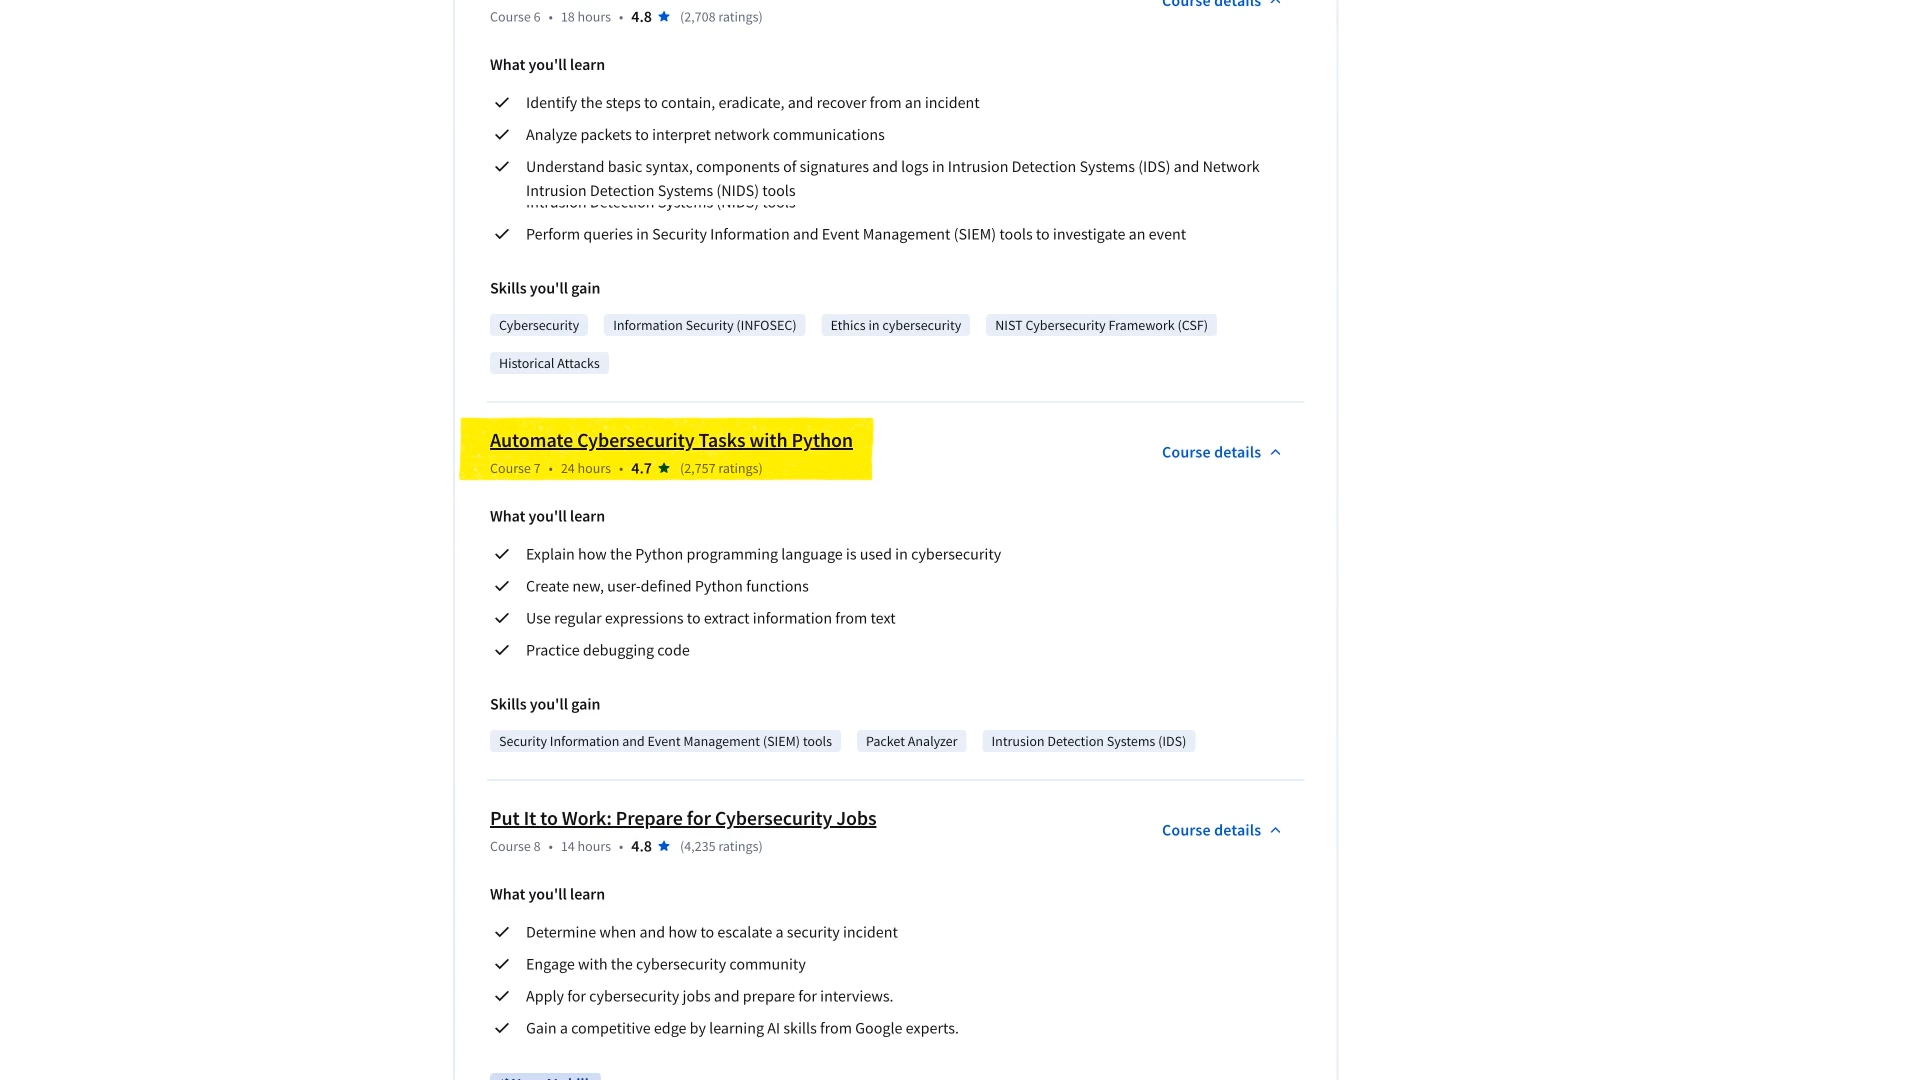 Course details
Course 6 • 18 hours • 4.8 ★ (2,708 ratings)
What you'll learn
Identify the steps to contain, eradicate, and recover from an incident
Analyze packets to interpret network communications
Understand basic syntax, components of signatures and logs in Intrusion Detection Systems (IDS) and Network
Intrusion Detection Systems (NIDS) tools
Intrusion Detection Systems (NIDS) tools
Perform queries in Security Information and Event Management (SIEM) tools to investigate an event
Skills you'll gain
Cybersecurity Information Security (INFOSEC) Ethics in cybersecurity NIST Cybersecurity Framework (CSF)
Historical Attacks
Automate Cybersecurity Tasks with Python
Course details
Course 7 • 24 hours • 4.7 ★ (2,757 ratings)
What you'll learn
Explain how the Python programming language is used in cybersecurity
Create new, user-defined Python functions
Use regular expressions to extract information from text
Practice debugging code
Skills you'll gain
Security Information and Event Management (SIEM) tools Packet Analyzer Intrusion Detection Systems (IDS)
Put It to Work: Prepare for Cybersecurity Jobs
Course details
Course 8 • 14 hours • 4.8 ★ (4,235 ratings)
What you'll learn
Determine when and how to escalate a security incident
Engage with the cybersecurity community
Apply for cybersecurity jobs and prepare for interviews.
Gain a competitive edge by learning AI skills from Google experts.